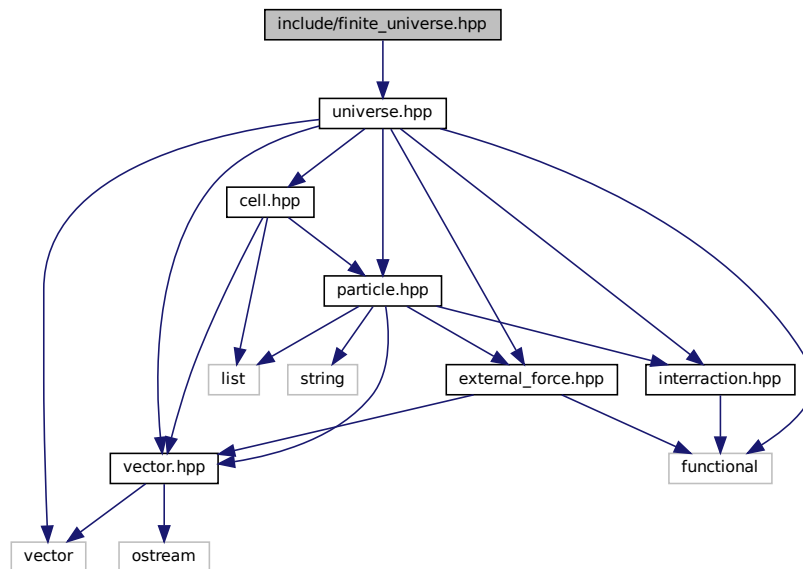 include/finite_universe.hpp
universe.hpp
cell.hpp
particle.hpp
list
string
external_force.hpp
interraction.hpp
vector.hpp
functional
vector
ostream